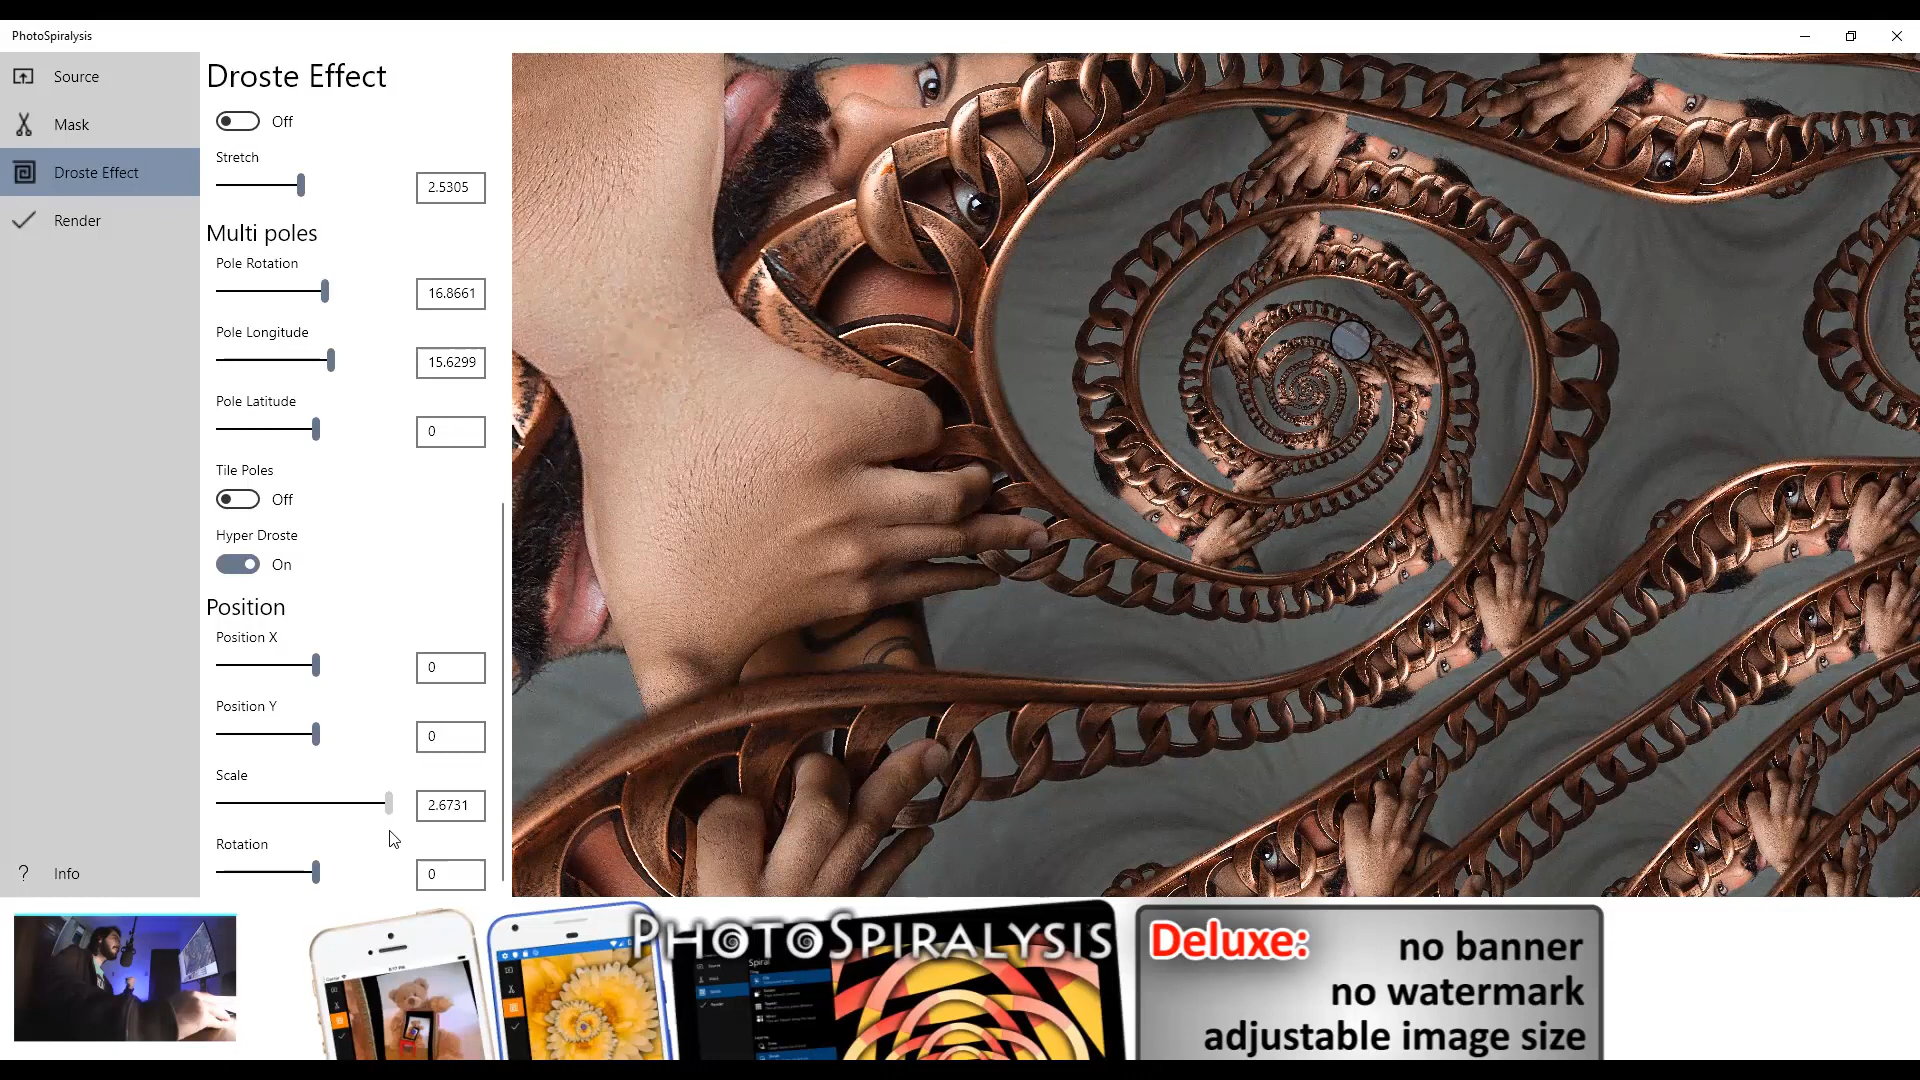 PhotoSpiralysis
Source
Mask
Droste Effect
Render
Info
Droste Effect
Off
Stretch
2.5305
Multi poles
Pole Rotation
16.8661
Pole Longitude
15.6299
Pole Latitude
0
Tile Poles
Off
Hyper Droste
On
Position
Position X
0
Position Y
0
Scale
2.6731
Rotation
0
PHOTOSPIRALYSIS
Deluxe:
no banner
no watermark
adjustable image size